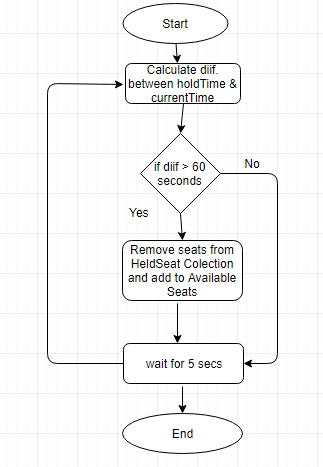 Start
Calculate diif.
between holdTime &
currentTime
if diif > 60
seconds
No
Yes
Remove seats from
HeldSeat Colection
and add to Available
Seats
wait for 5 secs
End